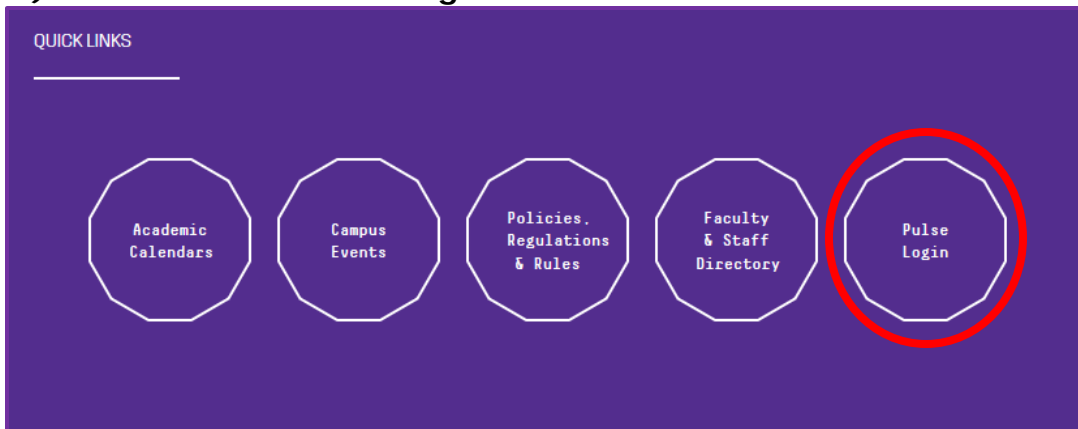 QUICK LINKS
Academic
Calendars
Campus
Events
Policies,
Regulations
& Rules
Faculty
& Staff
Directory
Pulse
Login